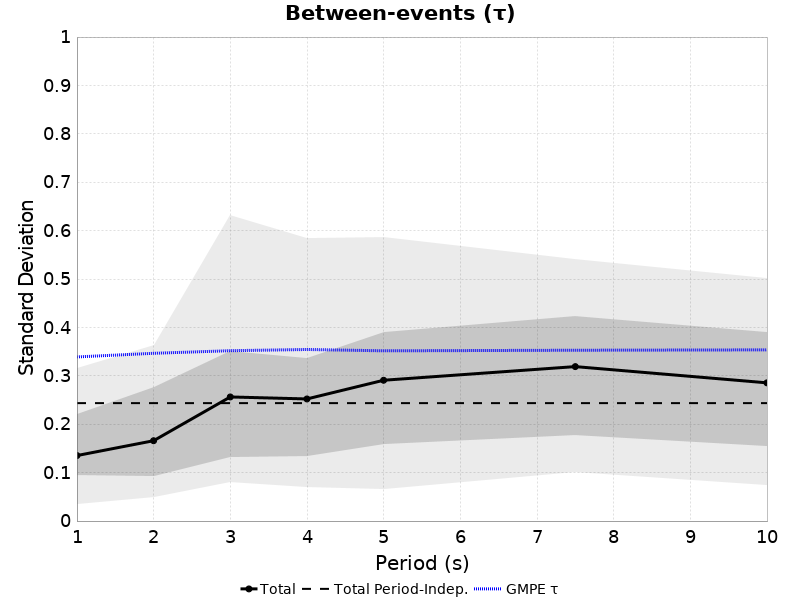 Between-events (τ)
1
0.9
0.8
0.7
0.6
0.5
0.4
0.3
0.2
0.1
0
Standard Deviation
1 2 3 4 5 6 7 8 9 10
Period (s)
Total Total Period-Indep. GMPE τ